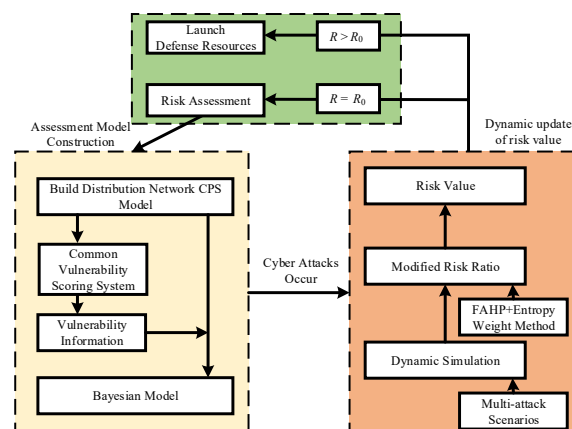 Launch
Defense Resources
R > R₀
Risk Assessment
R = R₀
Assessment Model
Construction
Dynamic update
of risk value
Build Distribution Network CPS
Model
Common
Vulnerability
Scoring System
Vulnerability
Information
Bayesian Model
Cyber Attacks
Occur
Risk Value
Modified Risk Ratio
FAHP+Entropy
Weight Method
Dynamic Simulation
Multi-attack
Scenarios